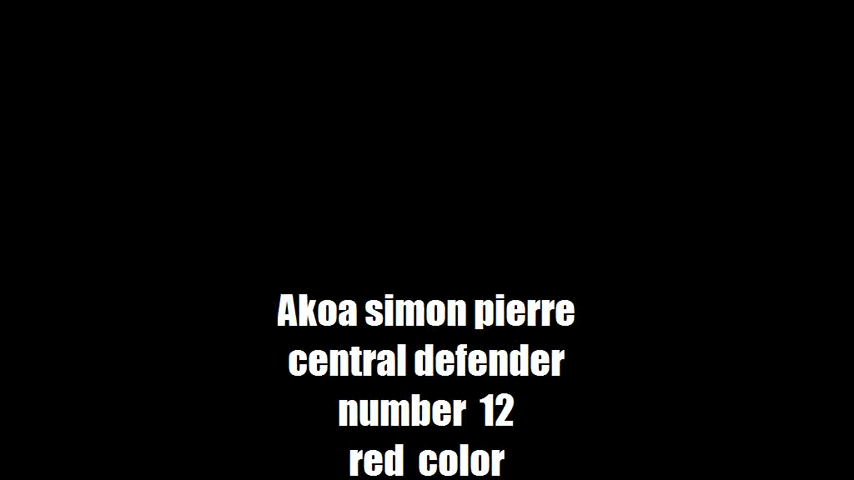 Akoa simon pierre
central defender
number 12
red color